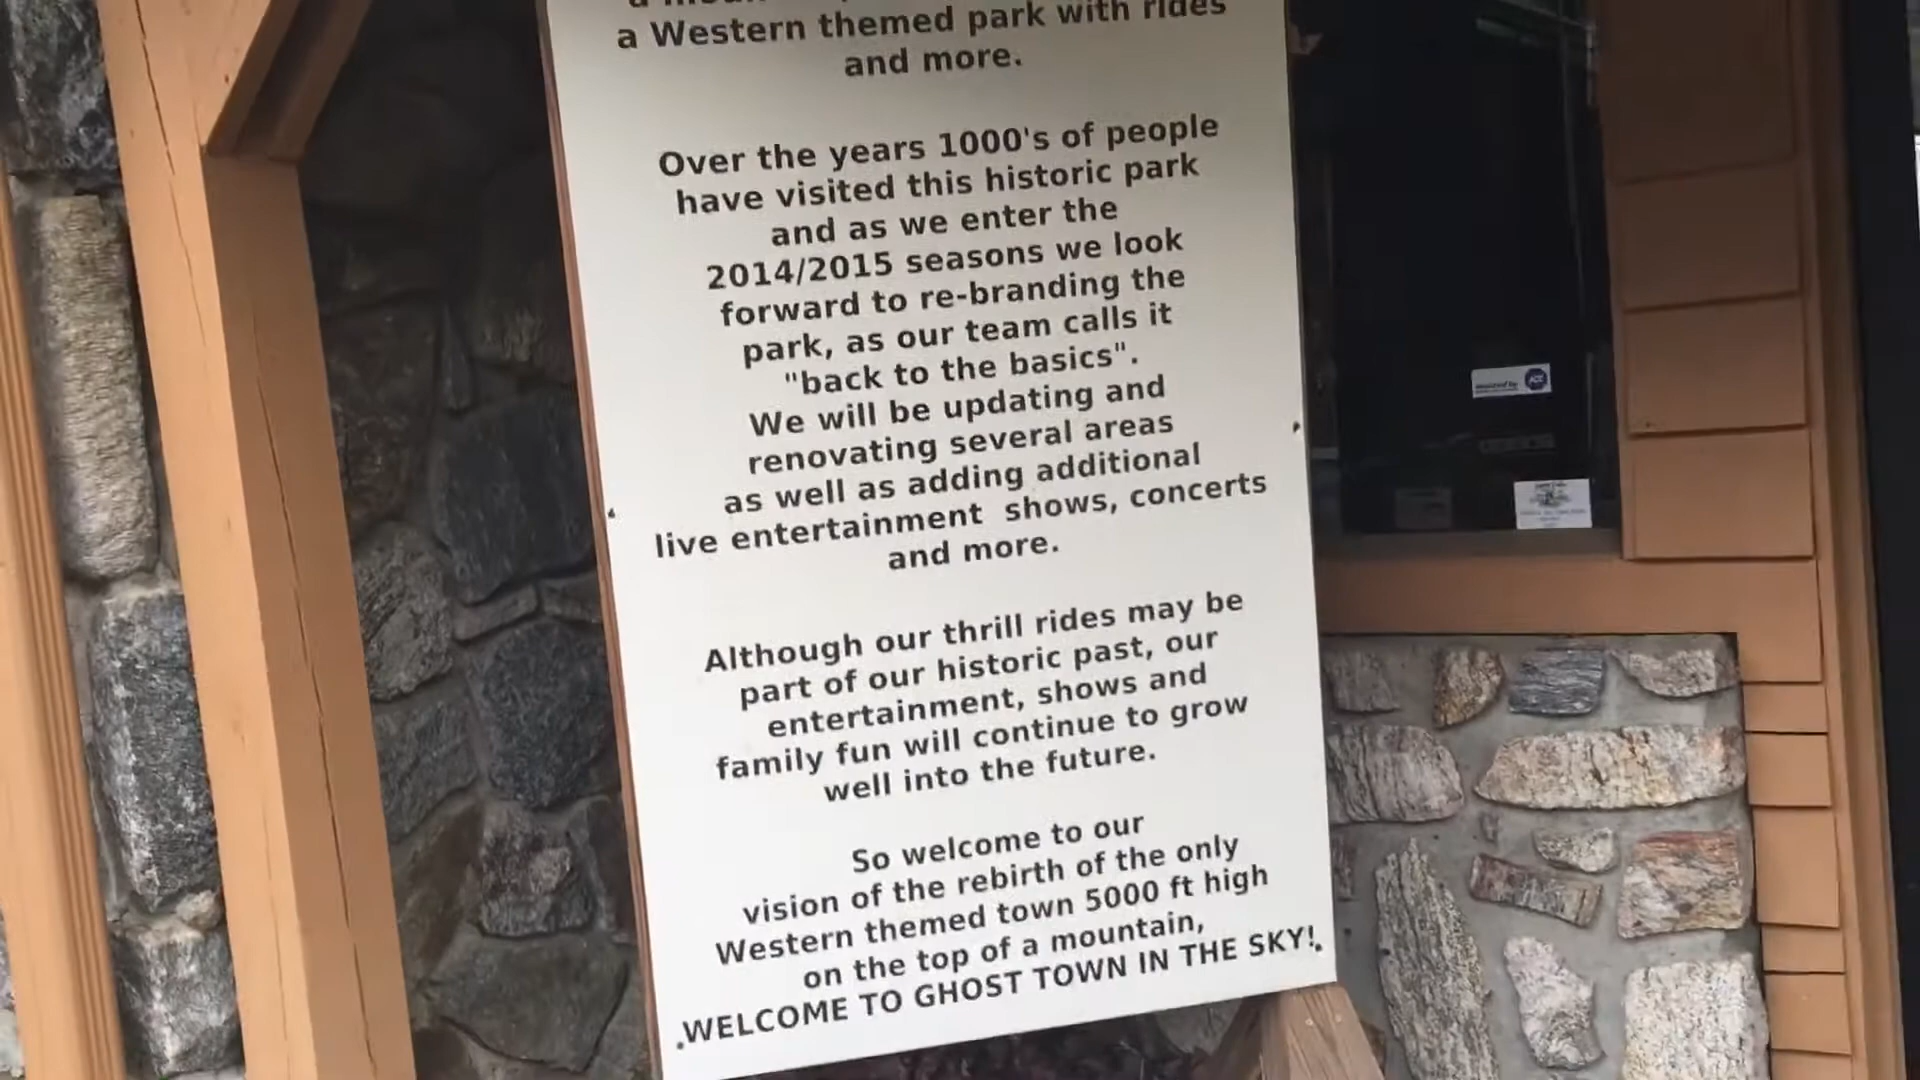 a Western themed park with rides
and more.
Over the years 1000's of people
have visited this historic park
and as we enter the
2014/2015 seasons we look
forward to re-branding the
park, as our team calls it
"back to the basics".
We will be updating and
renovating several areas
as well as adding additional
live entertainment shows, concerts
and more.
Although our thrill rides may be
part of our historic past, our
entertainment, shows and
family fun will continue to grow
well into the future.
So welcome to our
vision of the rebirth of the only
Western themed town 5000 ft high
on the top of a mountain,
WELCOME TO GHOST TOWN IN THE SKY!